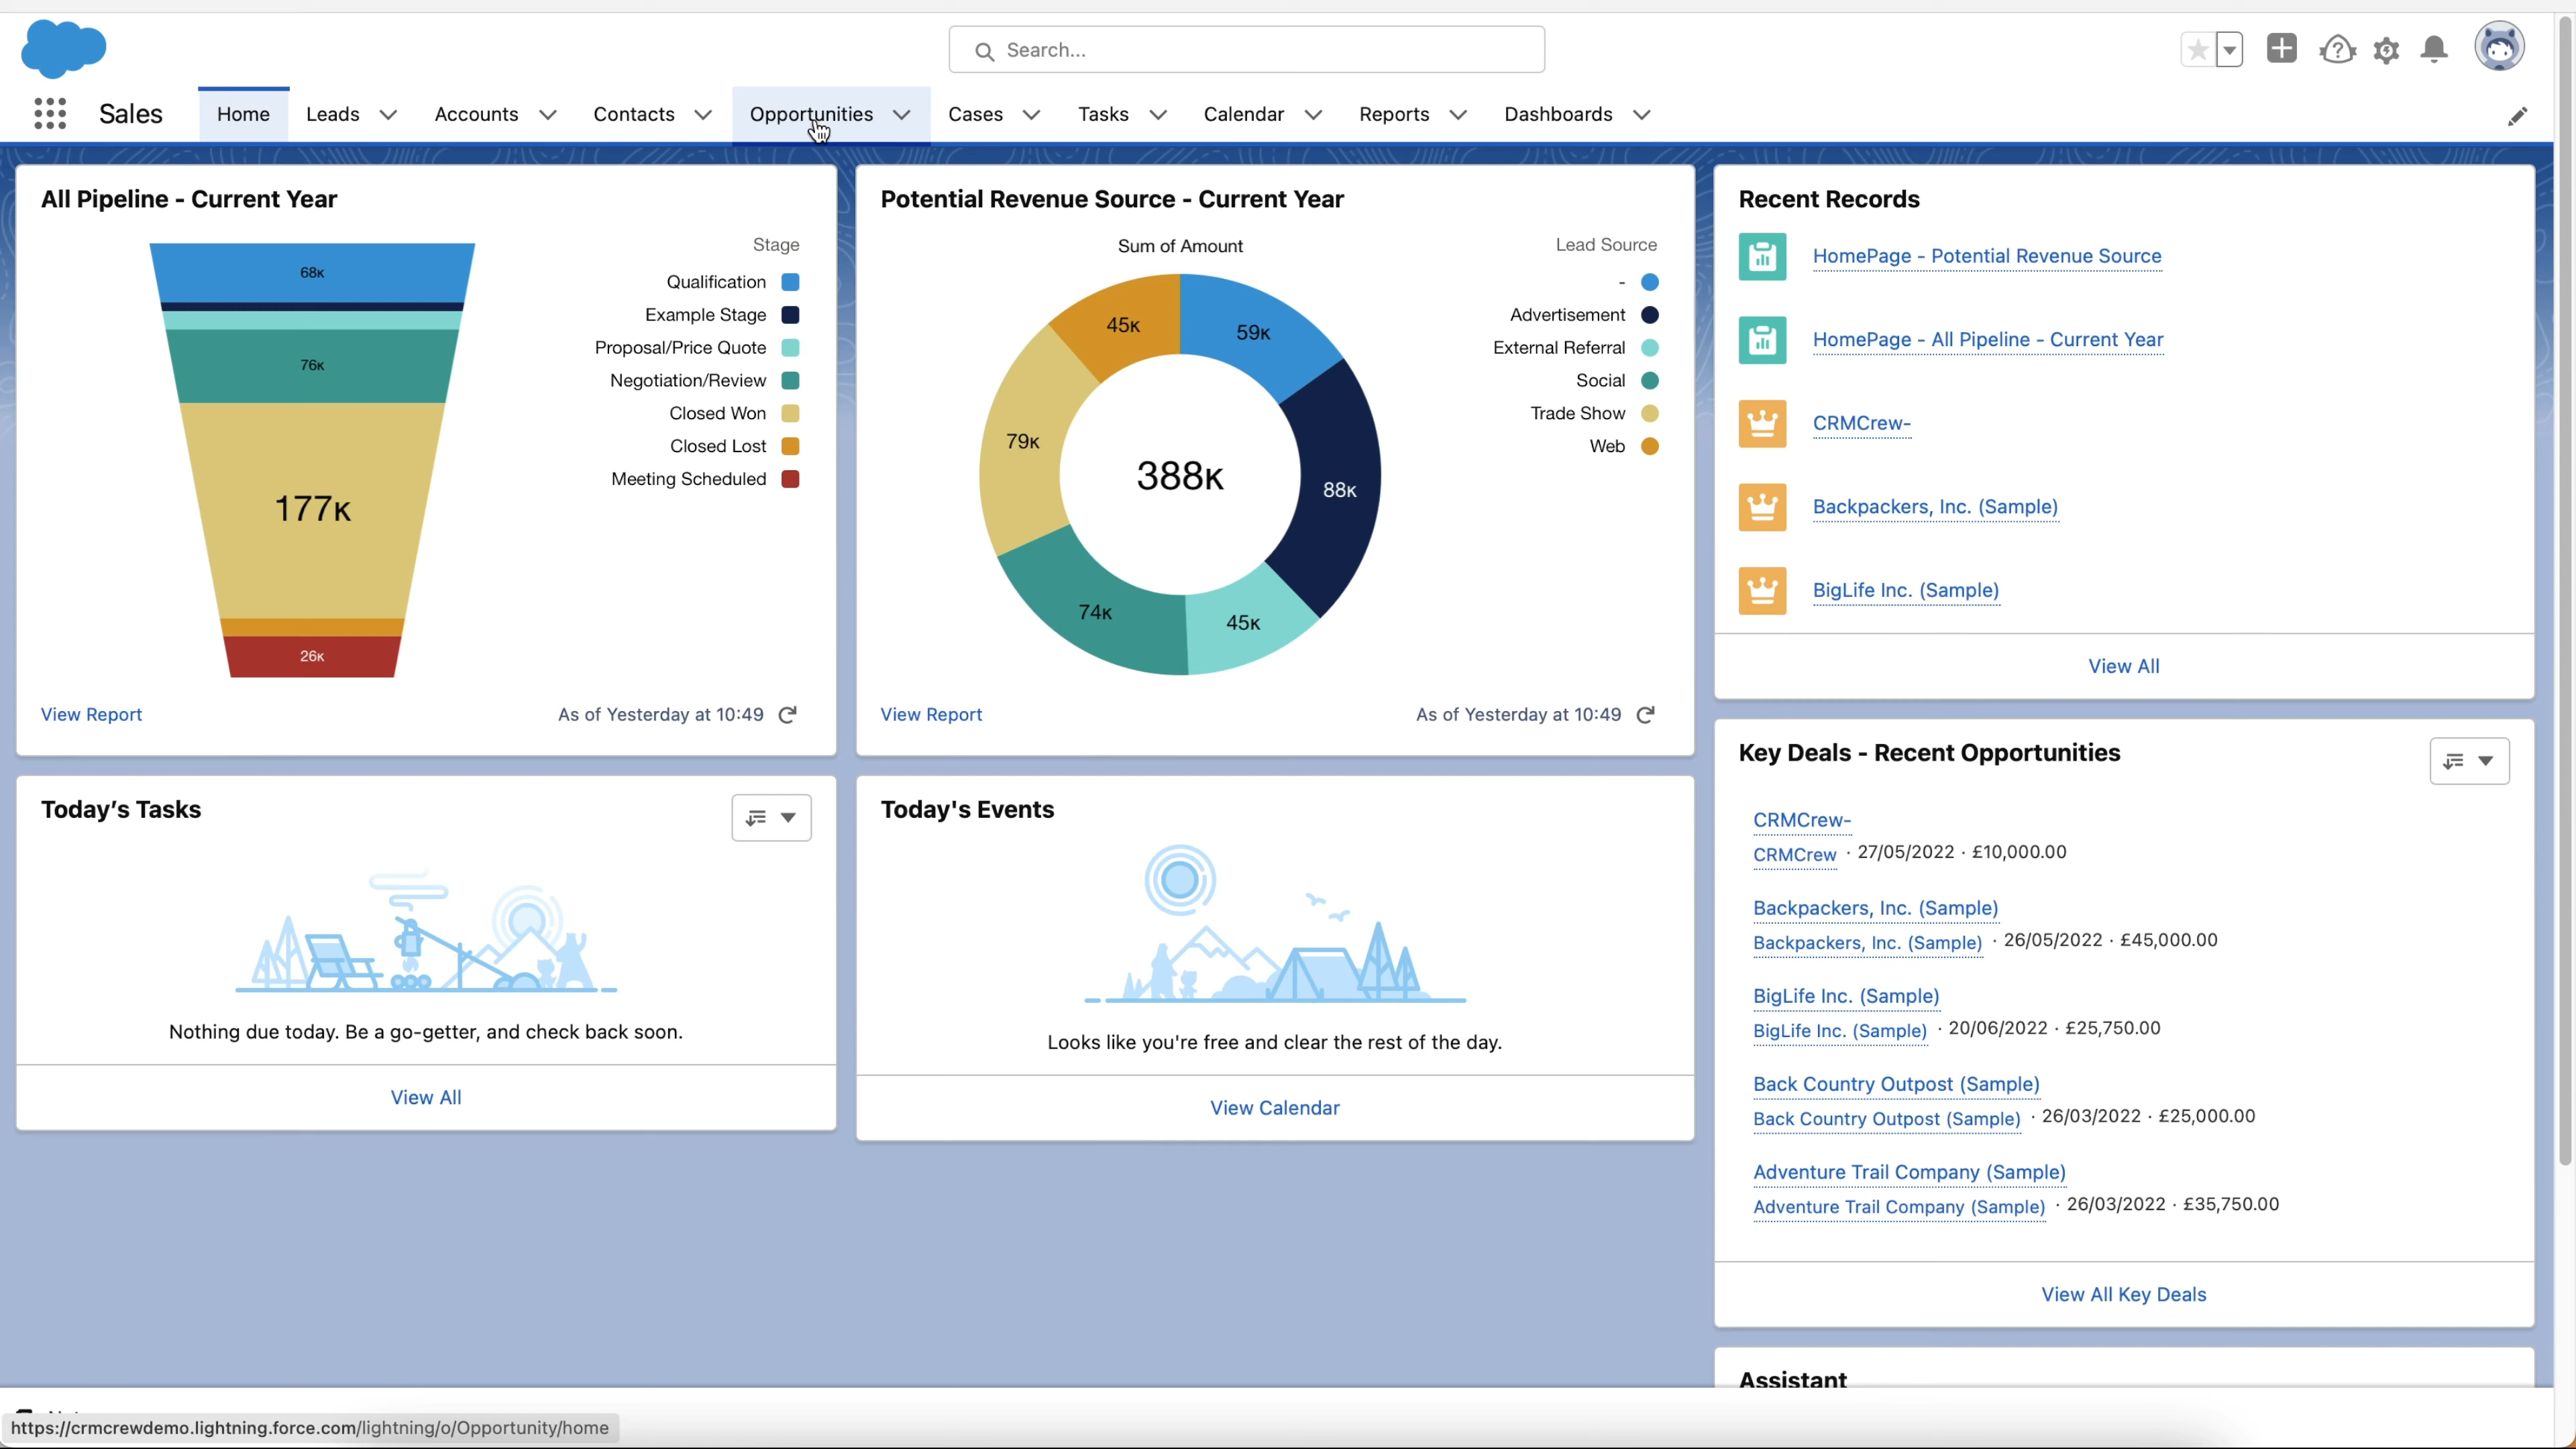 Search...
Sales Home Leads Accounts Contacts Opportunities Cases Tasks Calendar Reports Dashboards
All Pipeline - Current Year
Stage
68K
76K
177K
26K
Qualification
Example Stage
Proposal/Price Quote
Negotiation/Review
Closed Won
Closed Lost
Meeting Scheduled
View Report
As of Yesterday at 10:49
Potential Revenue Source - Current Year
Sum of Amount
Lead Source
45K
59K
79K
388K
88K
74K
45K
-
Advertisement
External Referral
Social
Trade Show
Web
View Report
As of Yesterday at 10:49
Recent Records
HomePage - Potential Revenue Source
HomePage - All Pipeline - Current Year
CRMCrew-
Backpackers, Inc. (Sample)
BigLife Inc. (Sample)
View All
Today's Tasks
Nothing due today. Be a go-getter, and check back soon.
View All
Today's Events
Looks like you're free and clear the rest of the day.
View Calendar
Key Deals - Recent Opportunities
CRMCrew-
CRMCrew · 27/05/2022 · £10,000.00
Backpackers, Inc. (Sample)
Backpackers, Inc. (Sample) · 26/05/2022 · £45,000.00
BigLife Inc. (Sample)
BigLife Inc. (Sample) · 20/06/2022 · £25,750.00
Back Country Outpost (Sample)
Back Country Outpost (Sample) · 26/03/2022 · £25,000.00
Adventure Trail Company (Sample)
Adventure Trail Company (Sample) · 26/03/2022 · £35,750.00
View All Key Deals
Assistant
https://crmcrewdemo.lightning.force.com/lightning/o/Opportunity/home